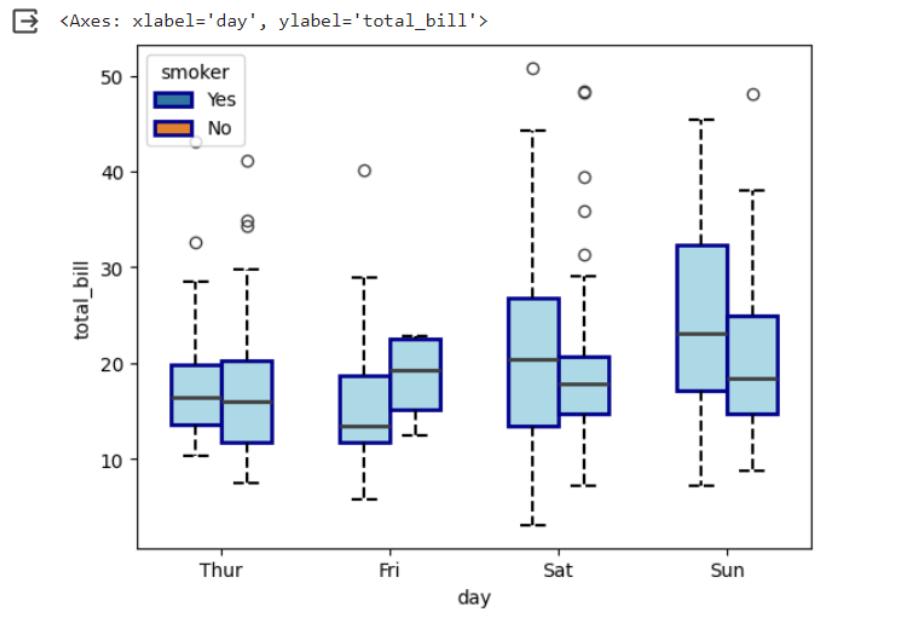 <Axes: xlabel='day', ylabel='total_bill'>
smoker
Yes
No
50
40
30
20
10
total_bill
Thur
Fri
Sat
Sun
day